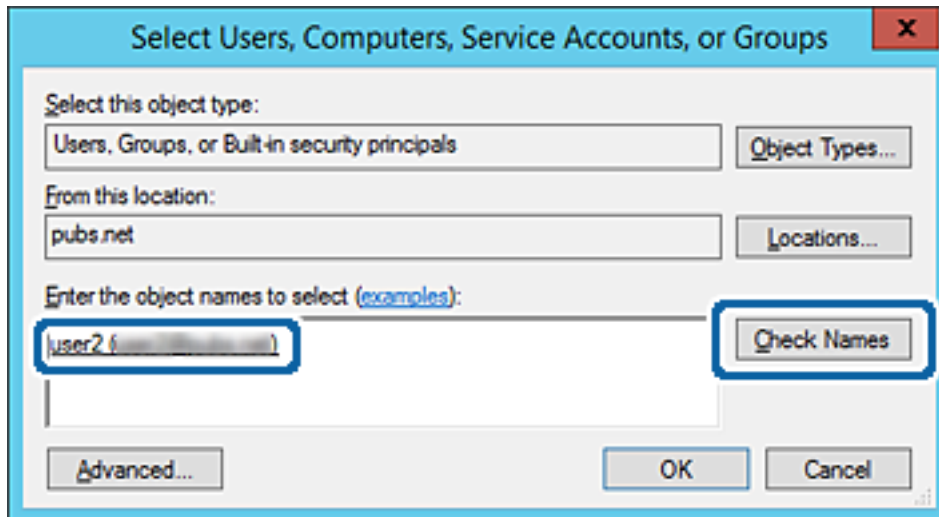 Select Users, Computers, Service Accounts, or Groups
x
Select this object type:
Users, Groups, or Built-in security principals
Object Types...
From this location:
pubs.net
Locations...
Enter the object names to select (examples):
user2 (
Check Names
Advanced...
OK
Cancel